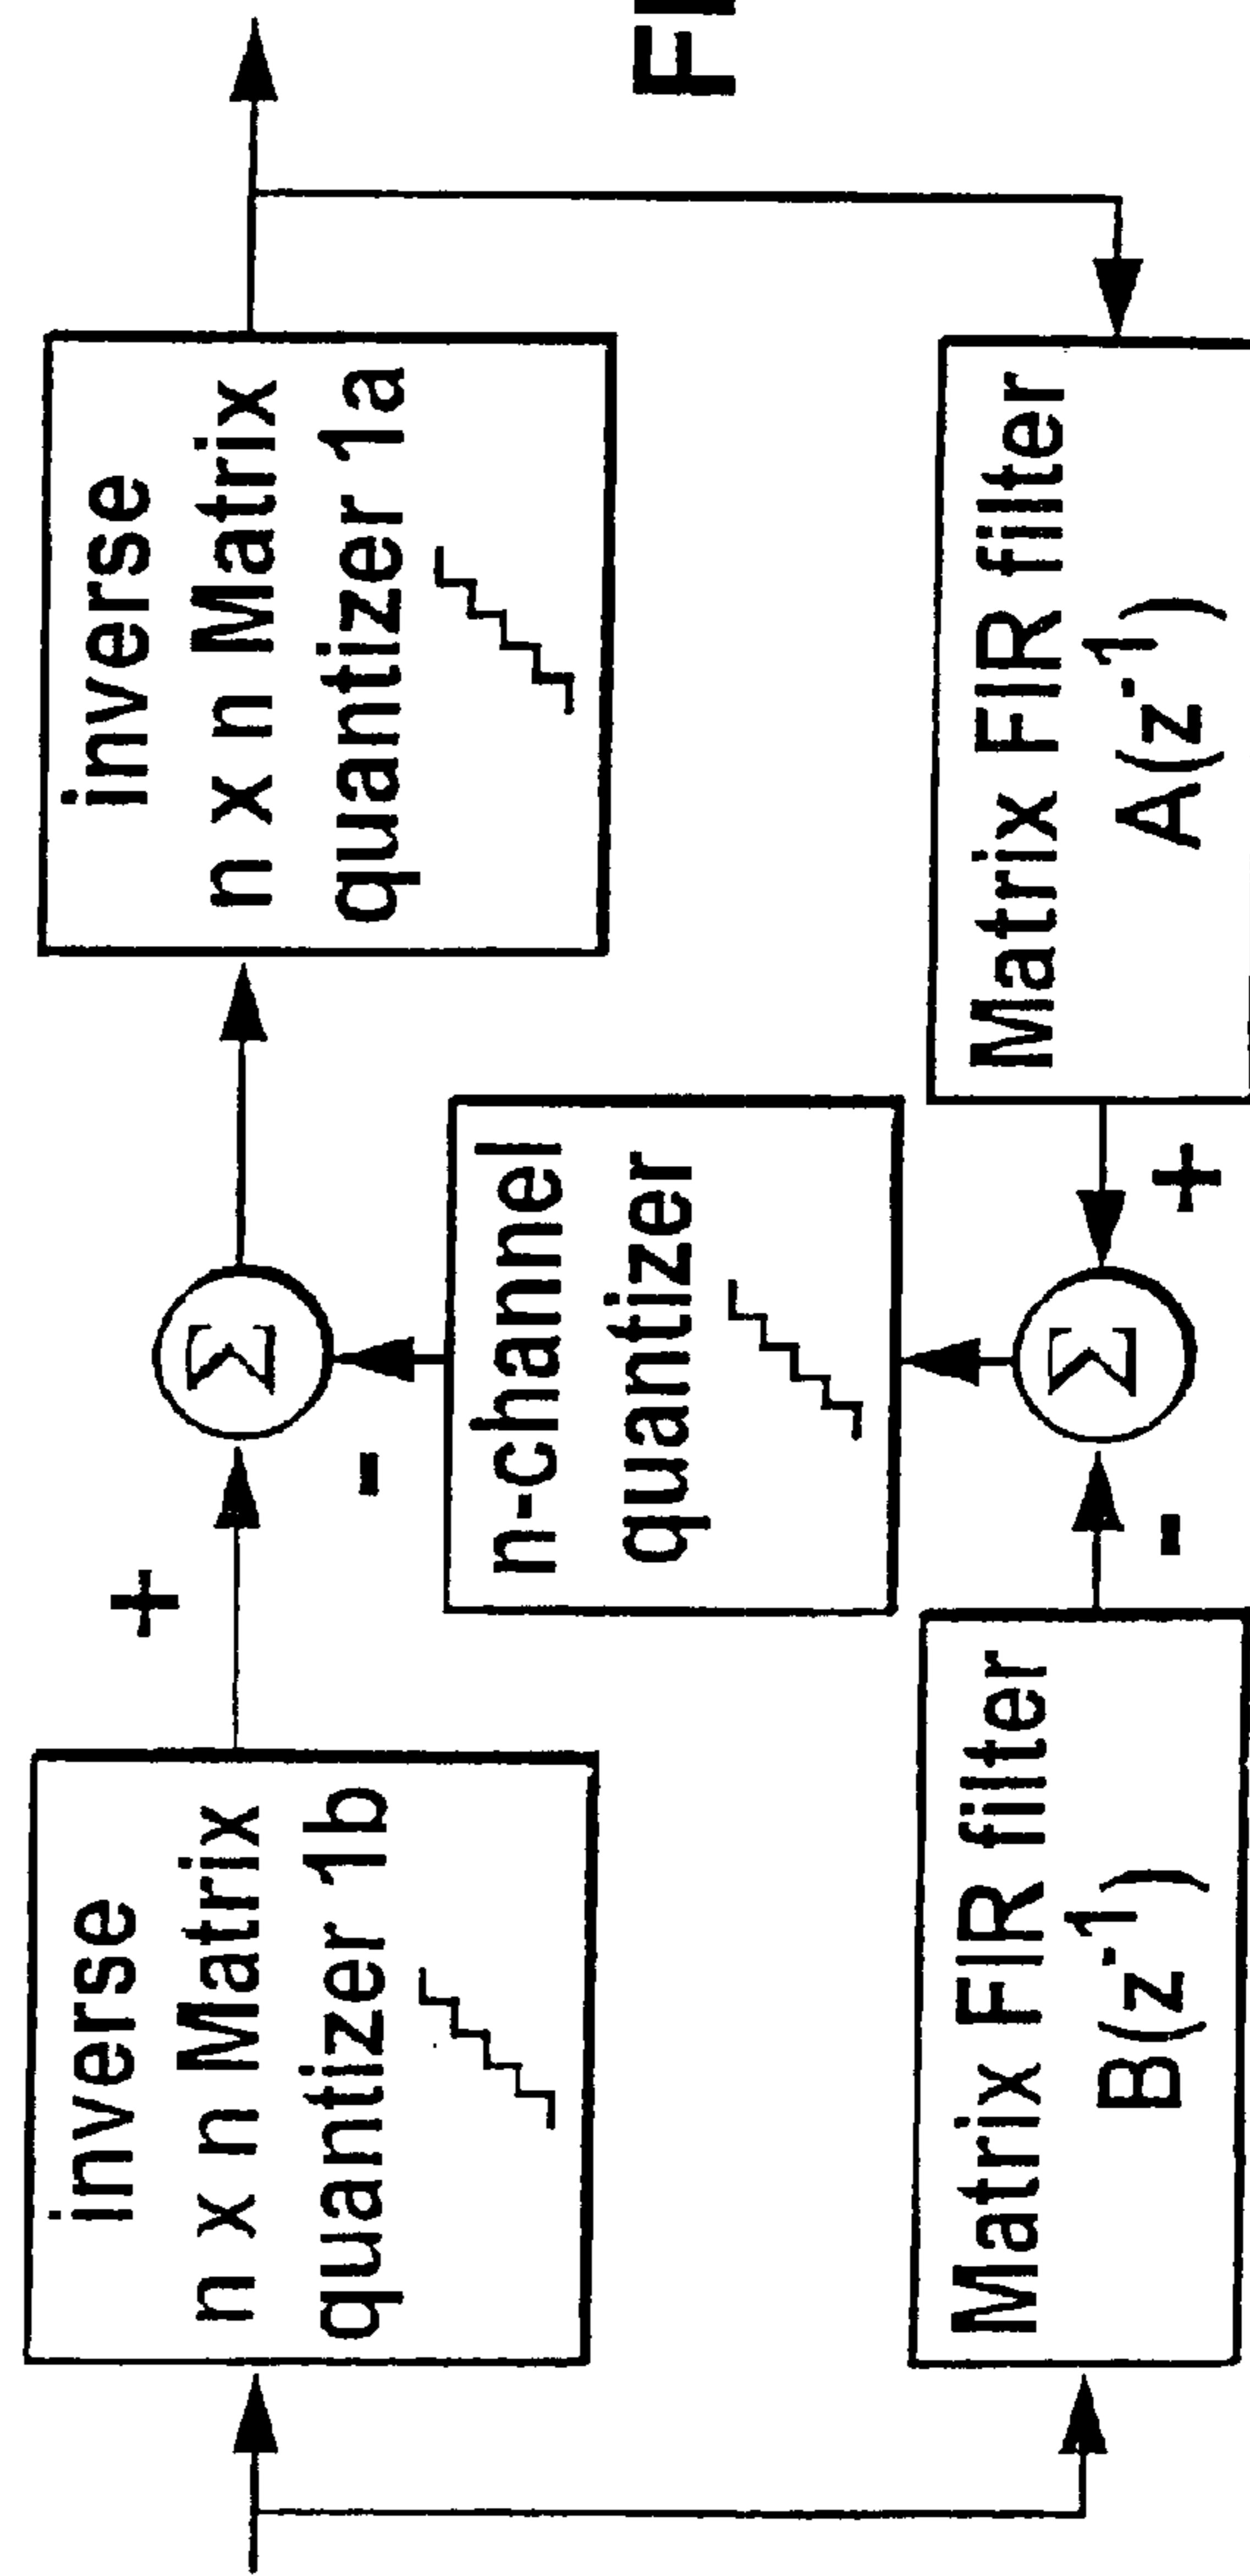 inverse
n x n Matrix
quantizer 1b
+
-
Σ
inverse
n x n Matrix
quantizer 1a
n-channel
quantizer
Matrix FIR filter
B(z⁻¹)
-
Σ
+
Matrix FIR filter
A(z⁻¹)